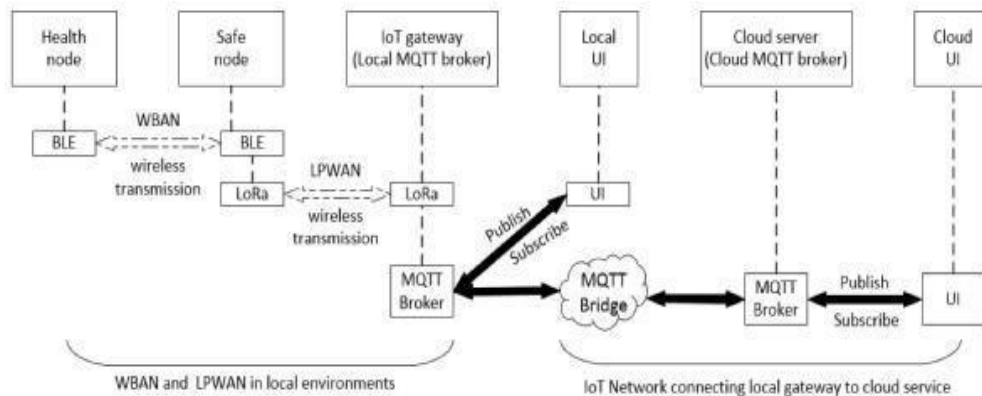 Health
node
Safe
node
IoT gateway
(Local MQTT broker)
Local
UI
Cloud server
(Cloud MQTT broker)
Cloud
UI
BLE
WBAN
wireless
transmission
BLE
LoRa
LPWAN
wireless
transmission
LoRa
UI
Publish
Subscribe
MQTT
Broker
MQTT
Bridge
MQTT
Broker
Publish
Subscribe
UI
WBAN and LPWAN in local environments
IoT Network connecting local gateway to cloud service